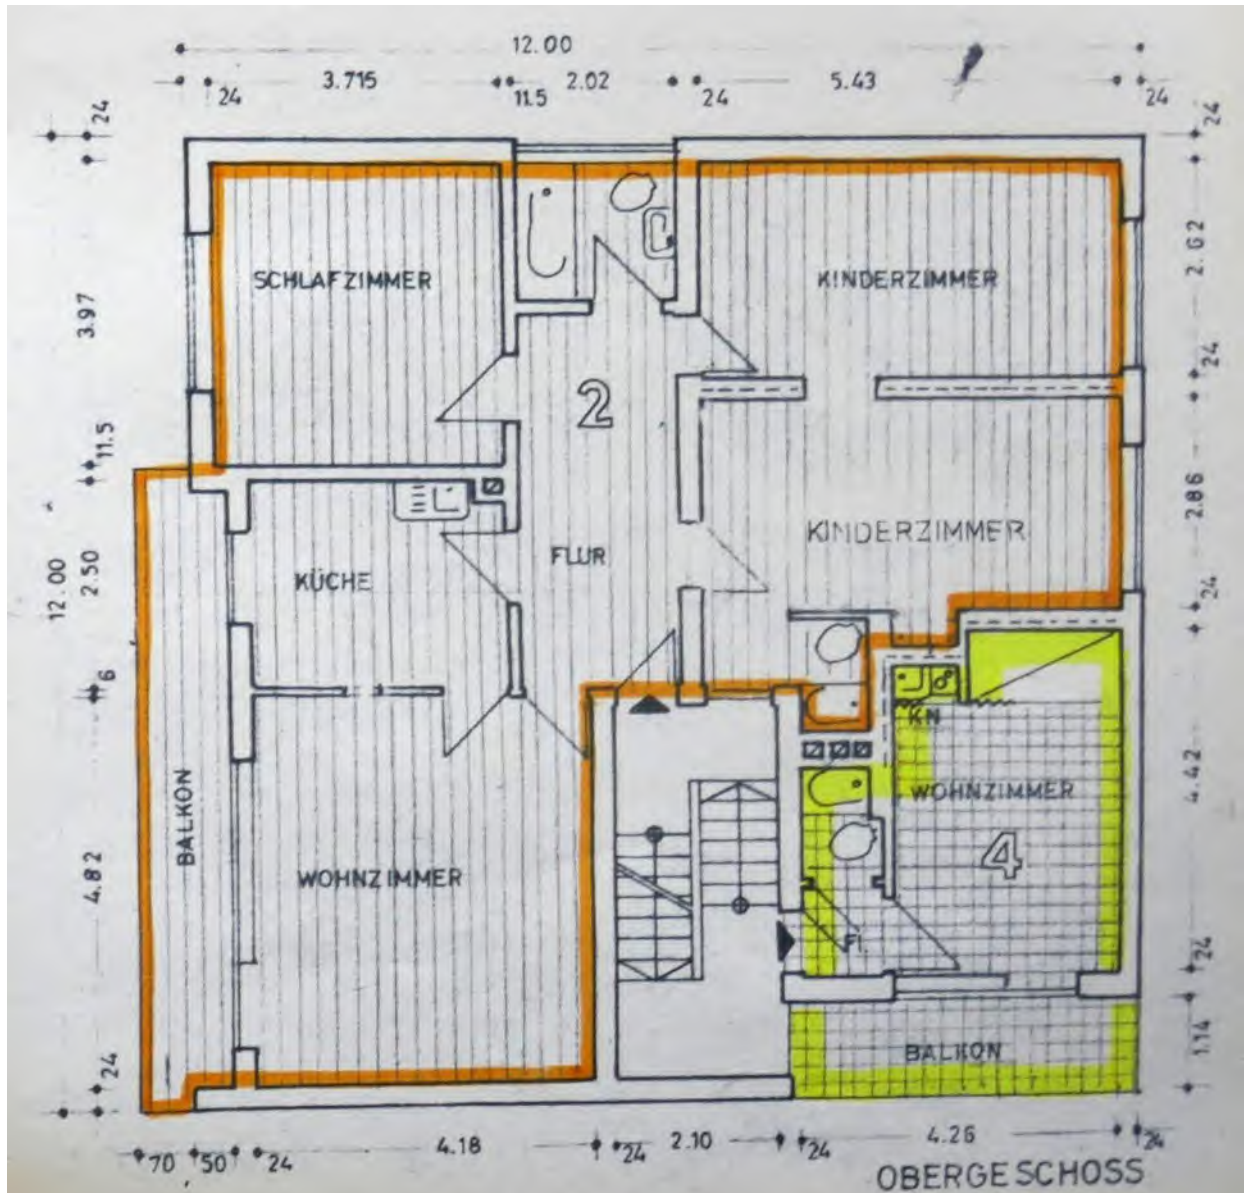 12.00
3.715
2.02
5.43
24
11.5
24
24
24
24
SCHLAFZIMMER
KINDERZIMMER
2.62
3.97
24
2
11.5
KINDERZIMMER
2.86
FLUR
KÜCHE
12.00
2.50
24
6
KN
WOHNZIMMER
4.42
BALKON
4
WOHNZIMMER
4.82
FL
24
BALKON
1.14
24
70
50
24
4.18
24
2.10
24
4.26
24
OBERGESCHOSS